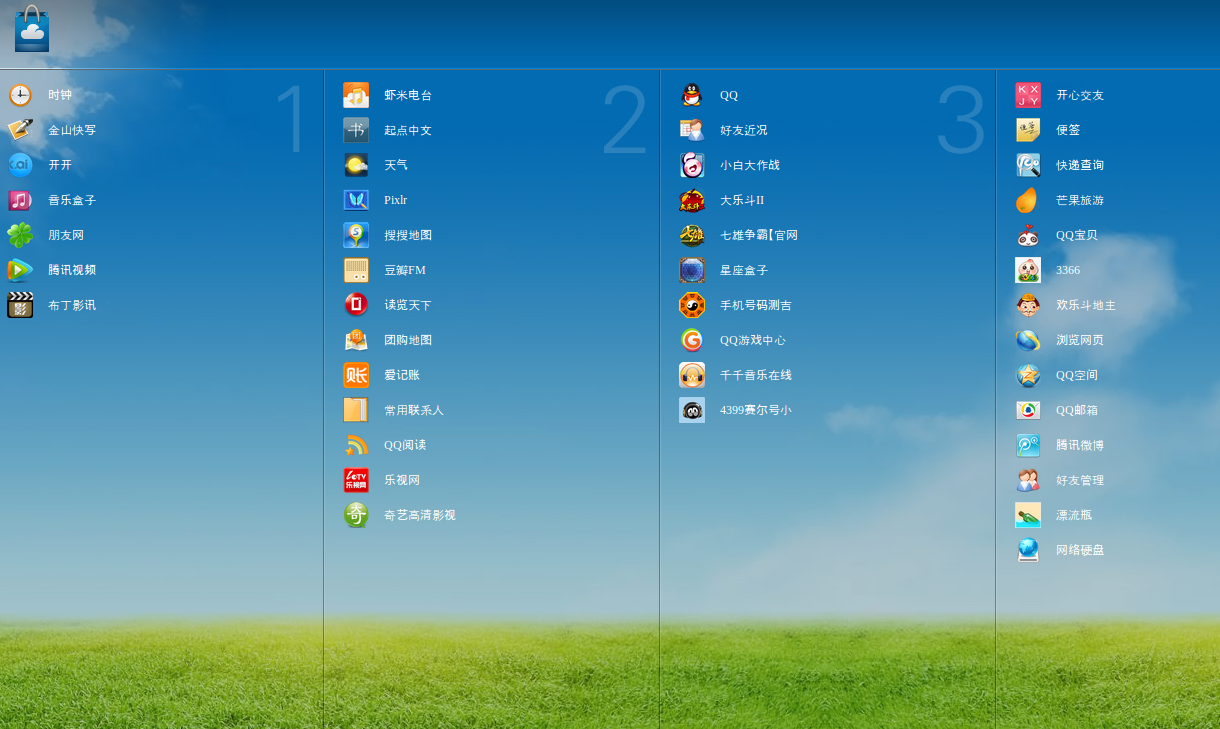 1
时钟
金山快写
开开
音乐盒子
朋友网
腾讯视频
布丁影讯
2
虾米电台
起点中文
天气
Pixlr
搜搜地图
豆瓣FM
读览天下
团购地图
爱记账
常用联系人
QQ阅读
乐视网
奇艺高清影视
3
QQ
好友近况
小白大作战
大乐斗II
七雄争霸【官网
星座盒子
手机号码测吉
QQ游戏中心
千千音乐在线
4399赛尔号小
开心交友
便签
快递查询
芒果旅游
QQ宝贝
3366
欢乐斗地主
浏览网页
QQ空间
QQ邮箱
腾讯微博
好友管理
漂流瓶
网络硬盘